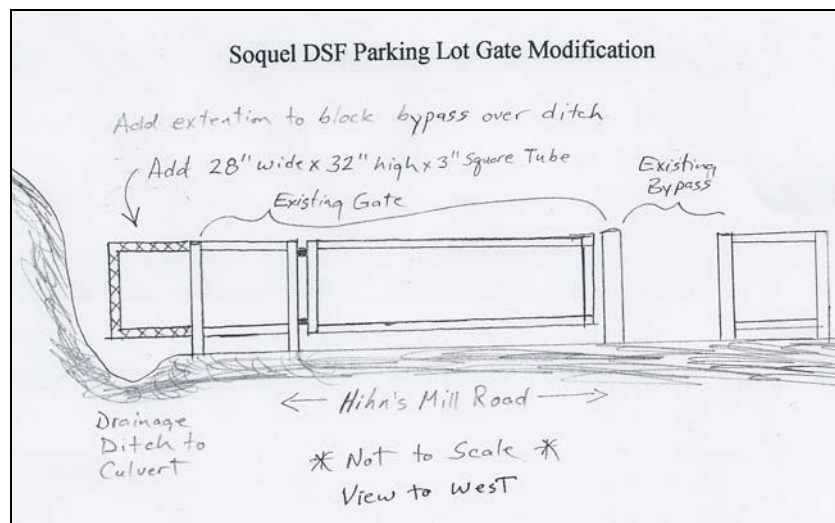 Soquel DSF Parking Lot Gate Modification
Add extention to block bypass over ditch
Add 28" wide x 32" high x 3" Square Tube
Existing Bypass
Existing Gate
← Hihn's Mill Road →
Drainage
Ditch to
Culvert
* Not to Scale *
View to West